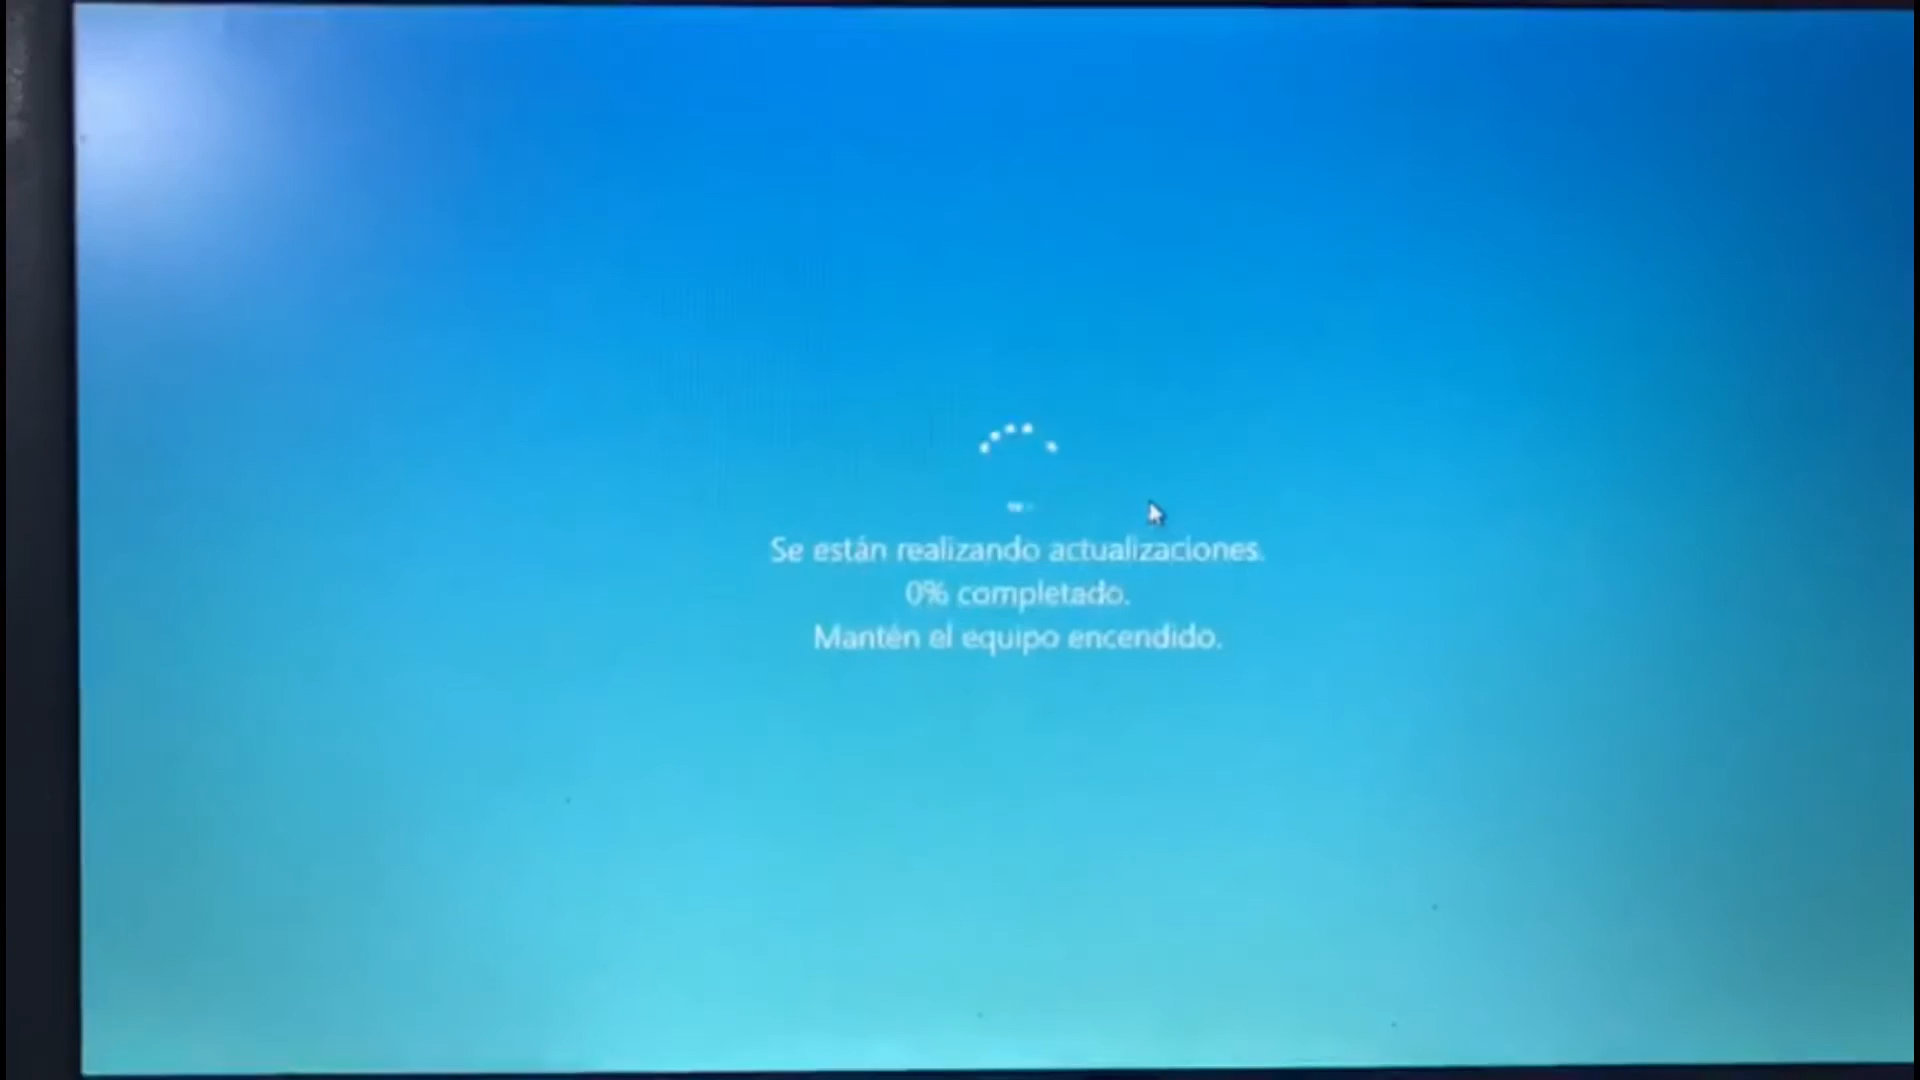 Se están realizando actualizaciones.
0% completado.
Mantén el equipo encendido.